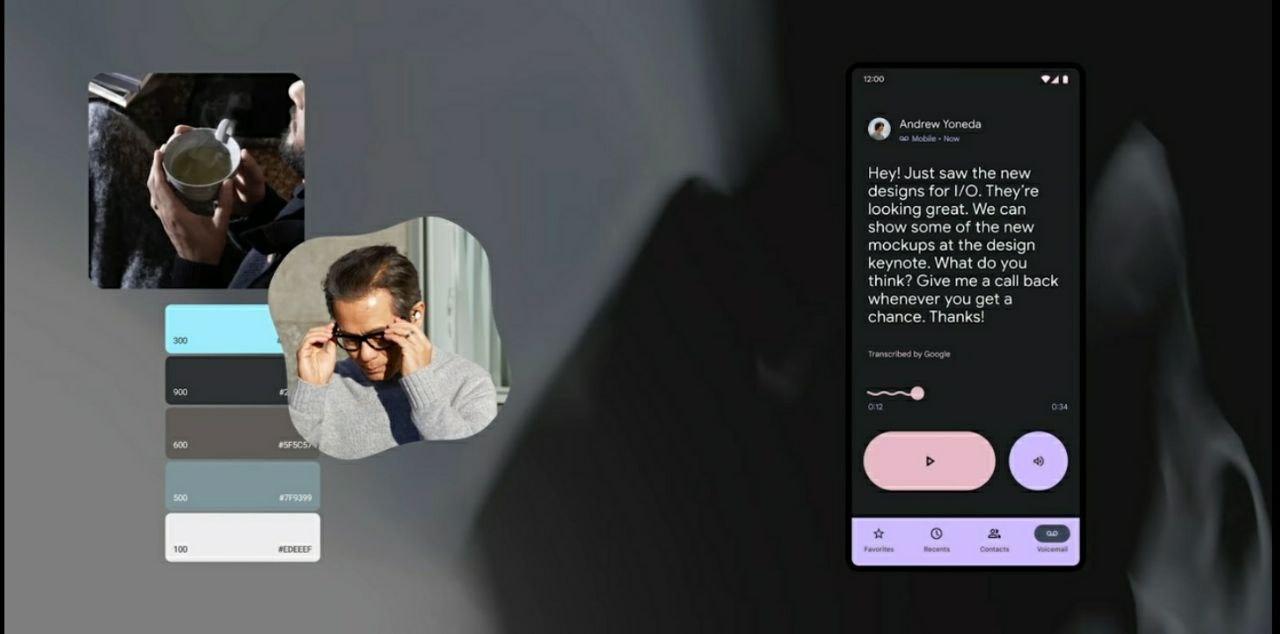 300
900
600
#5F5C57
500
#7F9399
100
#EDEEEF
12:00
Andrew Yoneda
Mobile • Now
Hey! Just saw the new
designs for I/O. They're
looking great. We can
show some of the new
mockups at the design
keynote. What do you
think? Give me a call back
whenever you get a
chance. Thanks!
Transcribed by Google
0:12
0:34
Favorites
Recents
Contacts
Voicemail